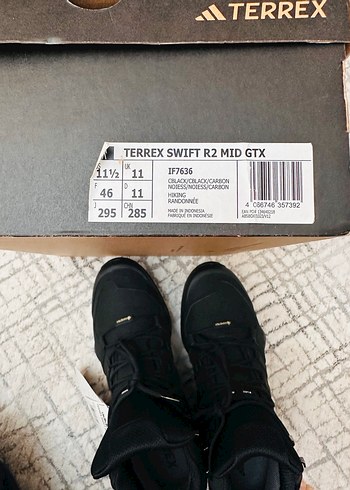 TERREX
TERREX SWIFT R2 MID GTX
11½ UK 11
F 46 D 11
J 295 CHN 285
IF7636
CBLACK/CBLACK/CARBON
NOIESS/NOIESS/CARBON
HIKING
RANDONNÉE
MADE IN INDONESIA
FABRIQUÉ EN INDONÉSIE
4 066746 357392